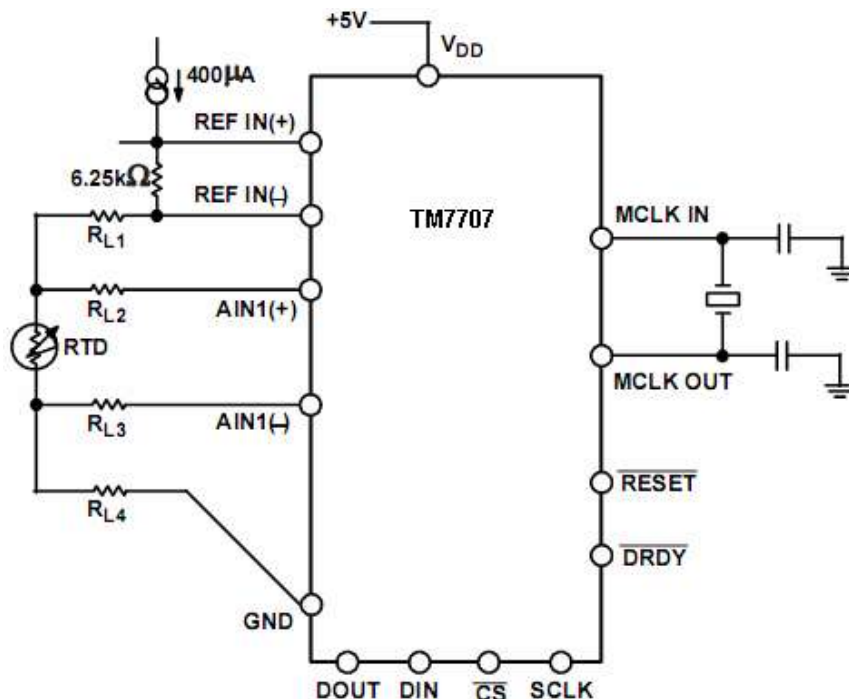 +5V
VDD
400μA
REF IN(+)
6.25kΩ
REF IN(-)
TM7707
MCLK IN
RL1
RL2
AIN1(+)
RTD
MCLK OUT
RL3
AIN1(-)
RL4
RESET
DRDY
GND
DOUT DIN CS SCLK